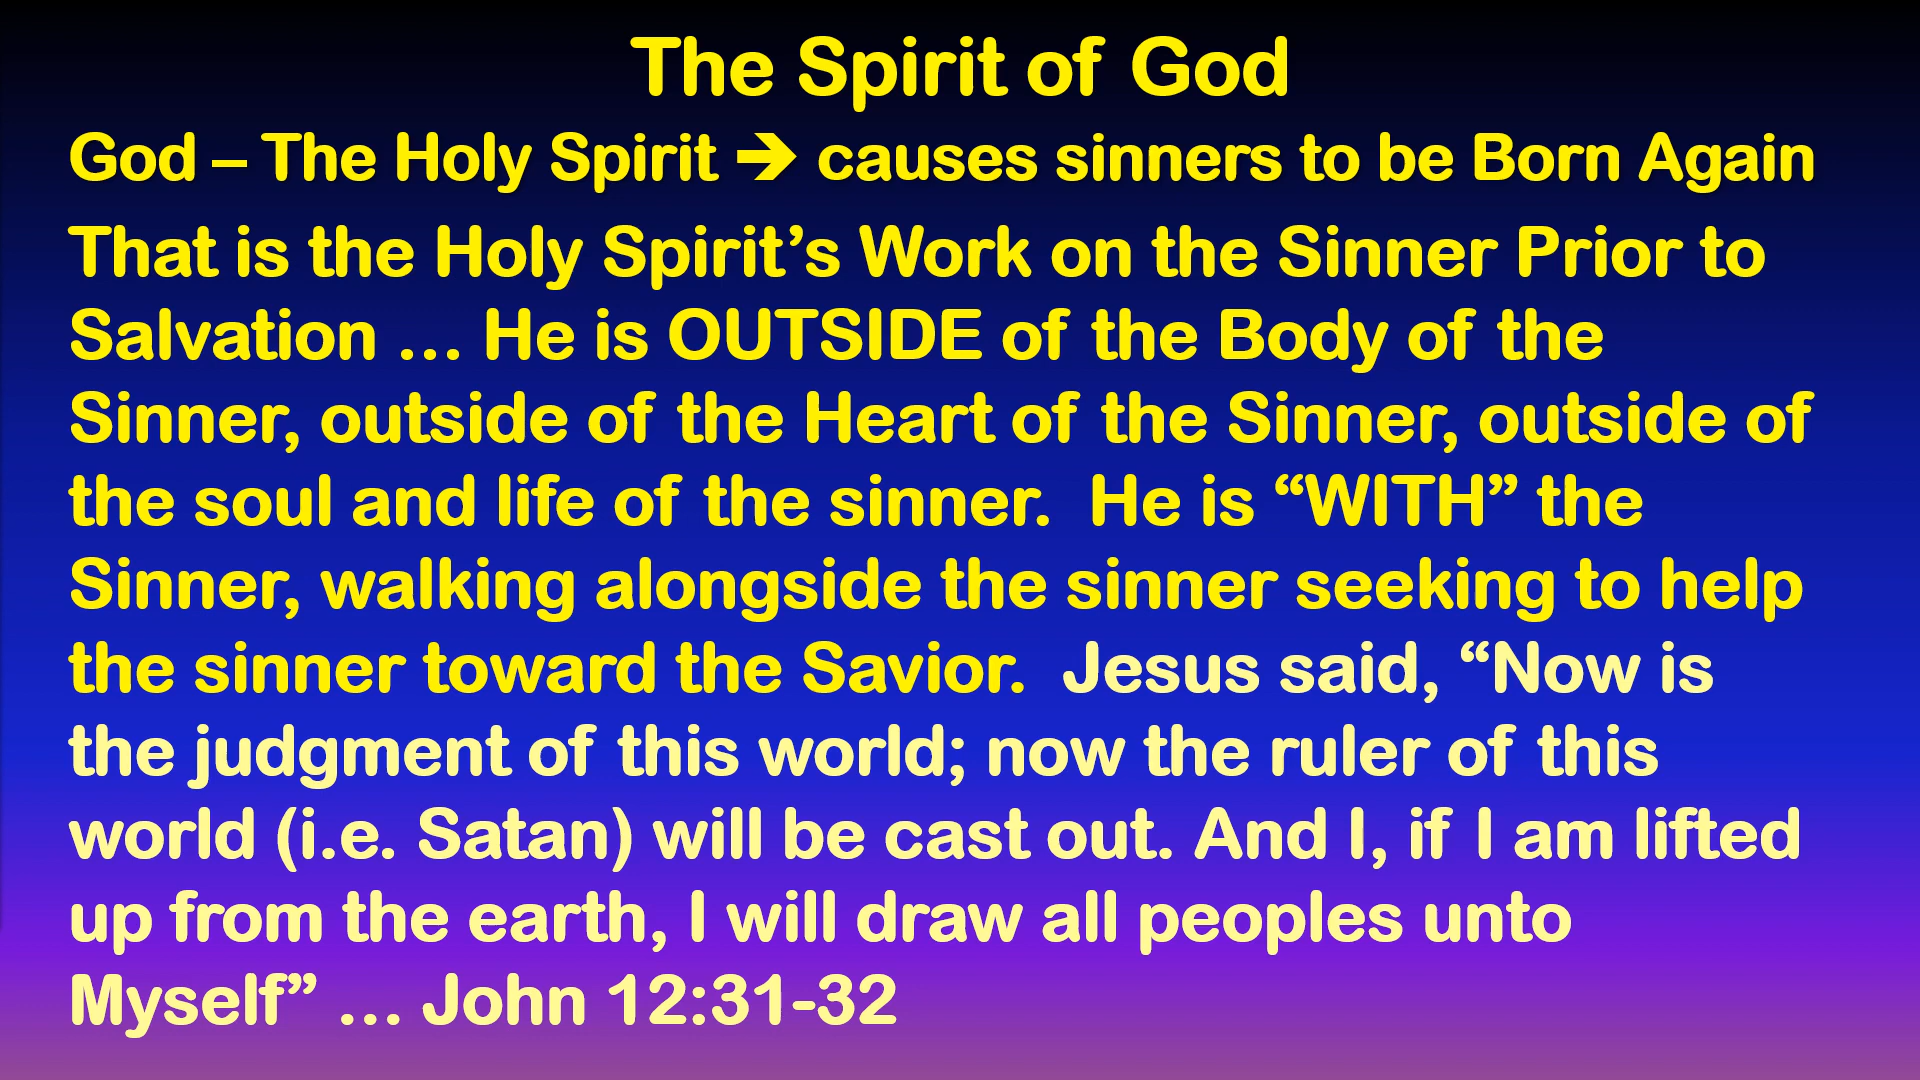 The Spirit of God
God – The Holy Spirit ➔ causes sinners to be Born Again
That is the Holy Spirit’s Work on the Sinner Prior to
Salvation … He is OUTSIDE of the Body of the
Sinner, outside of the Heart of the Sinner, outside of
the soul and life of the sinner.  He is “WITH” the
Sinner, walking alongside the sinner seeking to help
the sinner toward the Savior.  Jesus said, “Now is
the judgment of this world; now the ruler of this
world (i.e. Satan) will be cast out. And I, if I am lifted
up from the earth, I will draw all peoples unto
Myself” … John 12:31-32